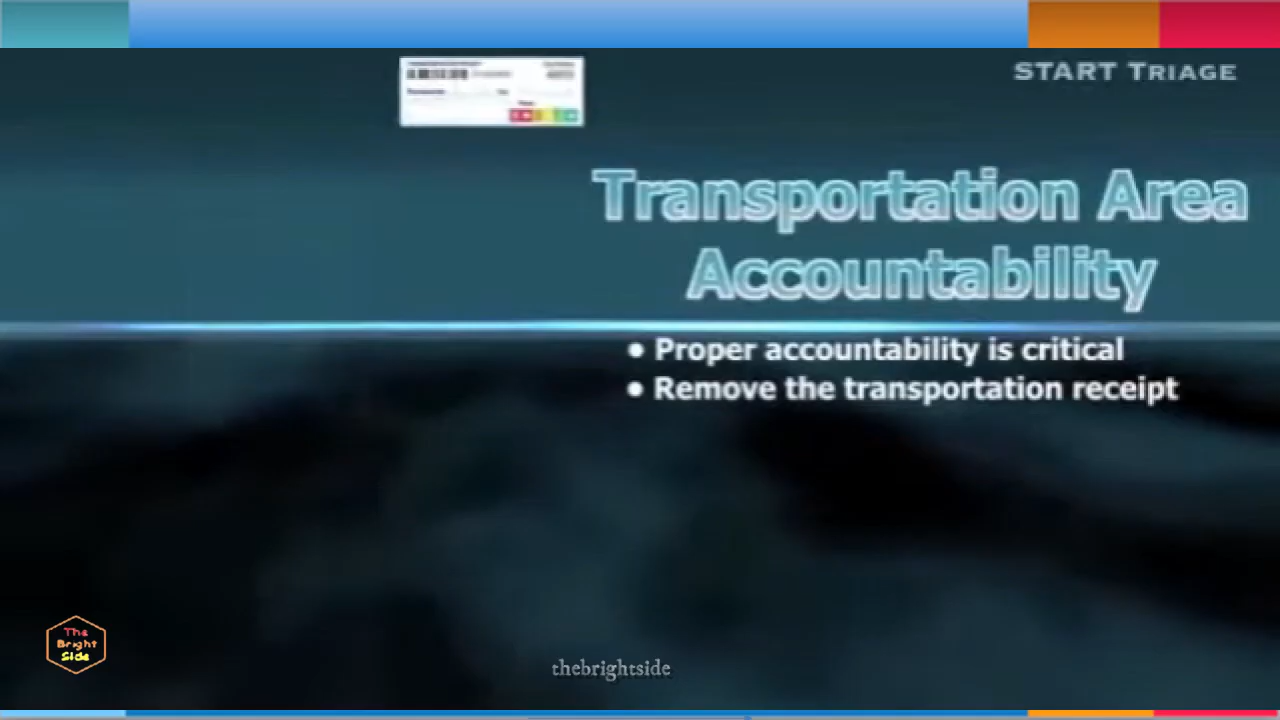 START TRIAGE
Transportation Area
Accountability
• Proper accountability is critical
• Remove the transportation receipt
The
Bright
Side
thebrightside